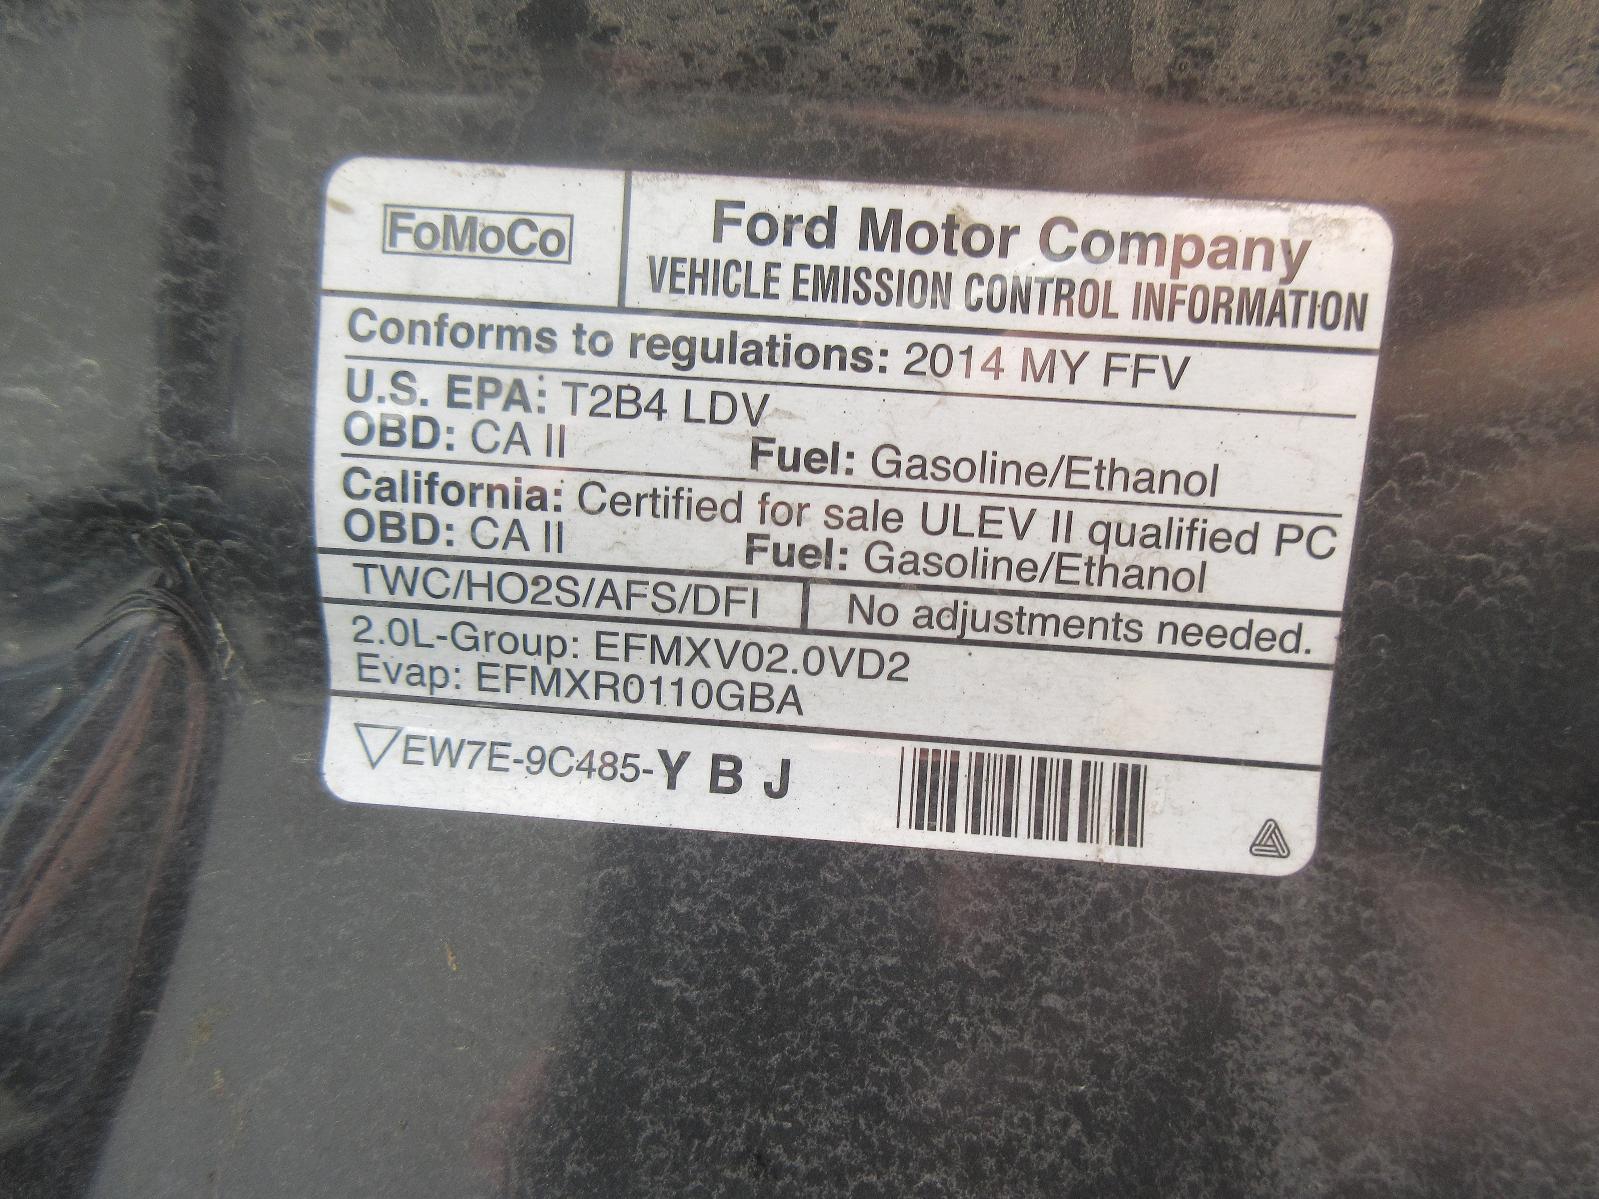 FoMoCo
Ford Motor Company
VEHICLE EMISSION CONTROL INFORMATION
Conforms to regulations: 2014 MY FFV
U.S. EPA: T2B4 LDV
OBD: CA II Fuel: Gasoline/Ethanol
California: Certified for sale ULEV II qualified PC
OBD: CA II Fuel: Gasoline/Ethanol
TWC/HO2S/AFS/DFI No adjustments needed.
2.0L-Group: EFMXV02.0VD2
Evap: EFMXR0110GBA
EW7E-9C485-Y B J